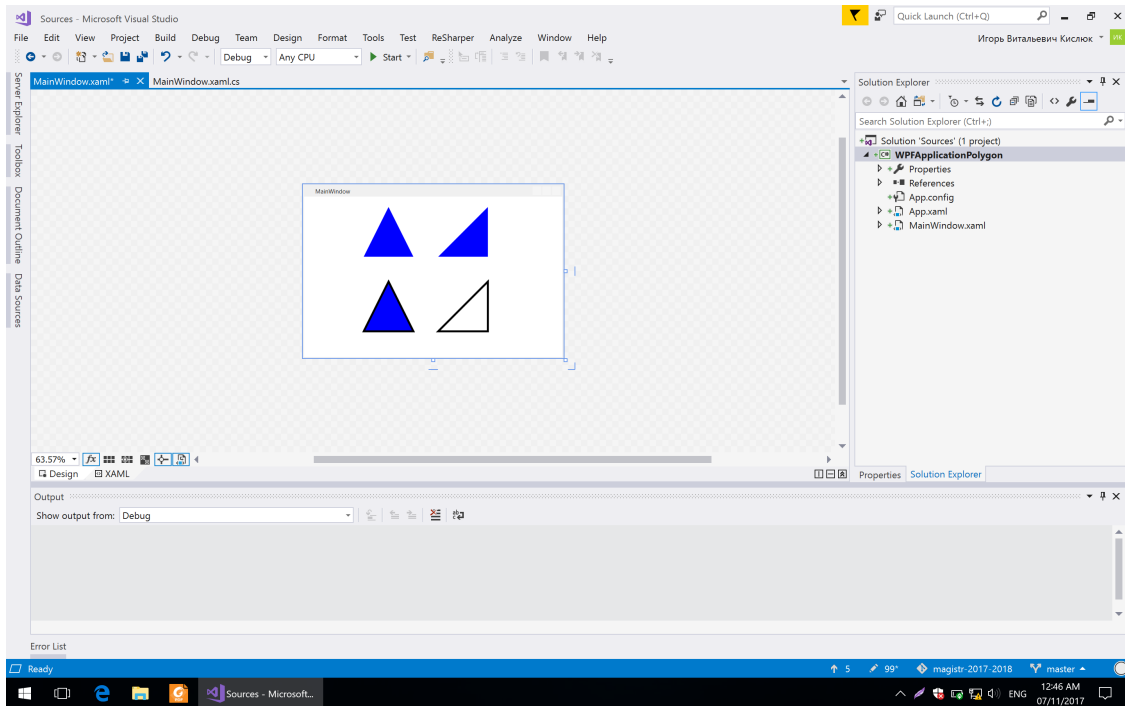 Sources - Microsoft Visual Studio
Quick Launch (Ctrl+Q)
File Edit View Project Build Debug Team Design Format Tools Test ReSharper Analyze Window Help
Игорь Витальевич Кислюк
ИК
Debug Any CPU Start
Server Explorer
Toolbox
Document Outline
Data Sources
MainWindow.xaml* MainWindow.xaml.cs
MainWindow
63.57% fx
Design XAML
Solution Explorer
Search Solution Explorer (Ctrl+;)
Solution 'Sources' (1 project)
C# WPFApplicationPolygon
Properties
References
App.config
App.xaml
MainWindow.xaml
Properties Solution Explorer
Output
Show output from: Debug
Error List
Ready
5 99+ magistr-2017-2018 master
Sources - Microsoft...
ENG
12:46 AM
07/11/2017